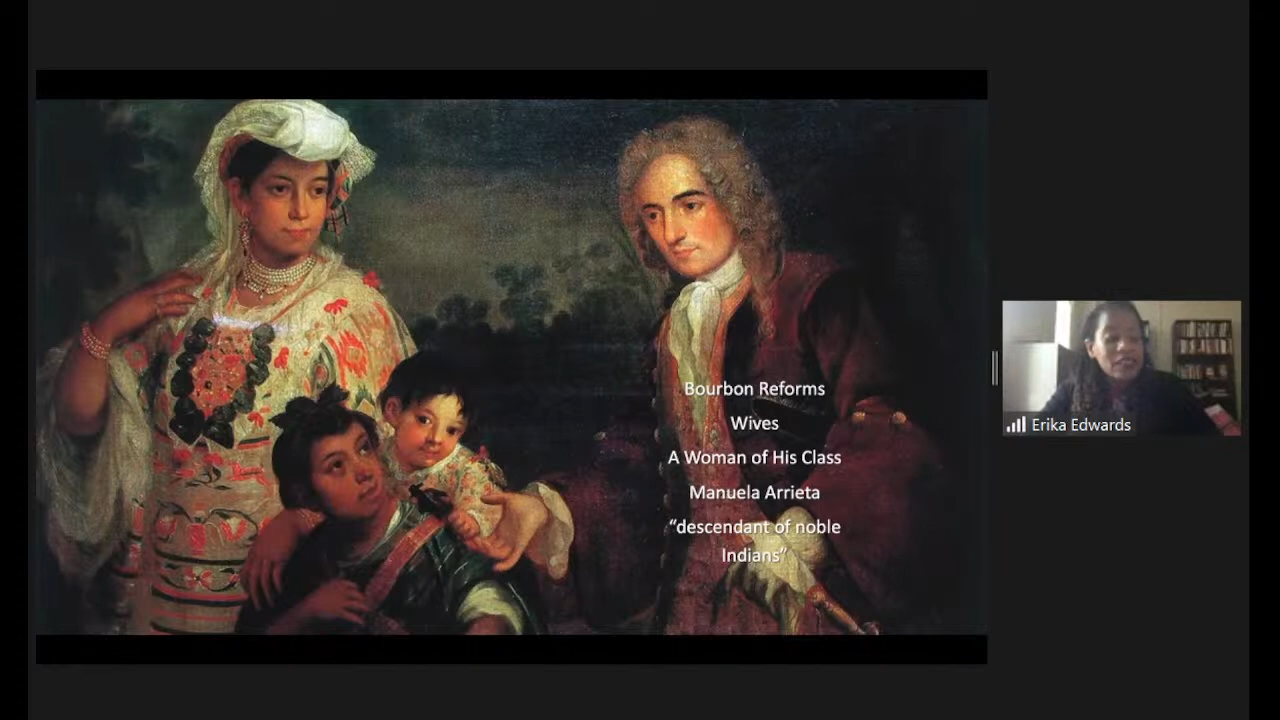 Bourbon Reforms
Wives
A Woman of His Class
Manuela Arrieta
“descendant of noble
Indians”
Erika Edwards